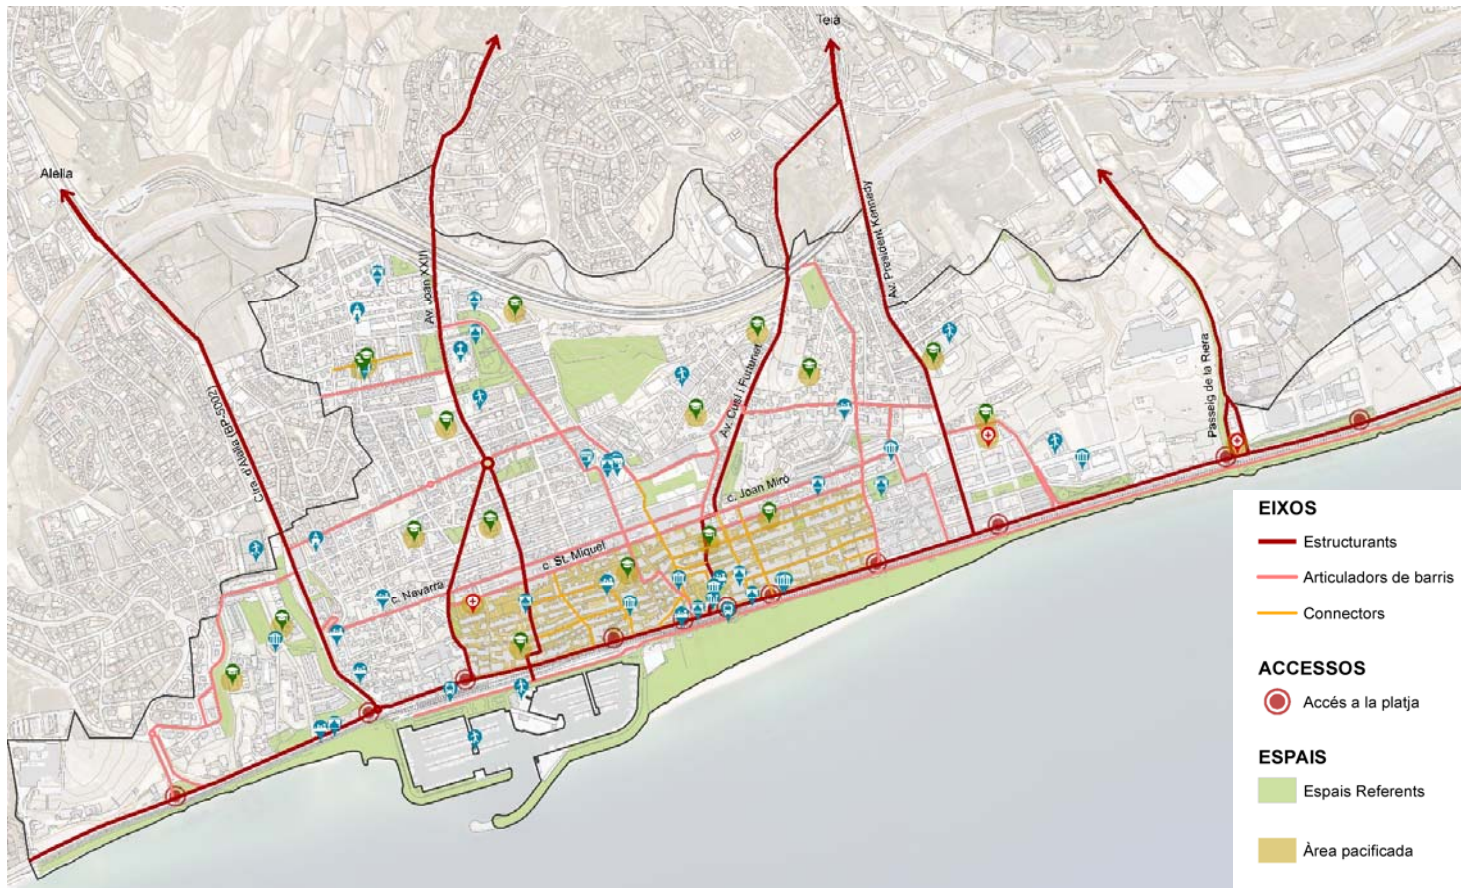 Teià
Alella
Av. Joan XXIII
Av. President Kennedy
Ctra. d'Alella (BP-5002)
Av. Cusí i Furtunet
Passeig de la Riera
c. Joan Miró
c. St. Miquel
c. Navarra
EIXOS
Estructurants
Articuladors de barris
Connectors
ACCESSOS
Accés a la platja
ESPAIS
Espais Referents
Àrea pacificada